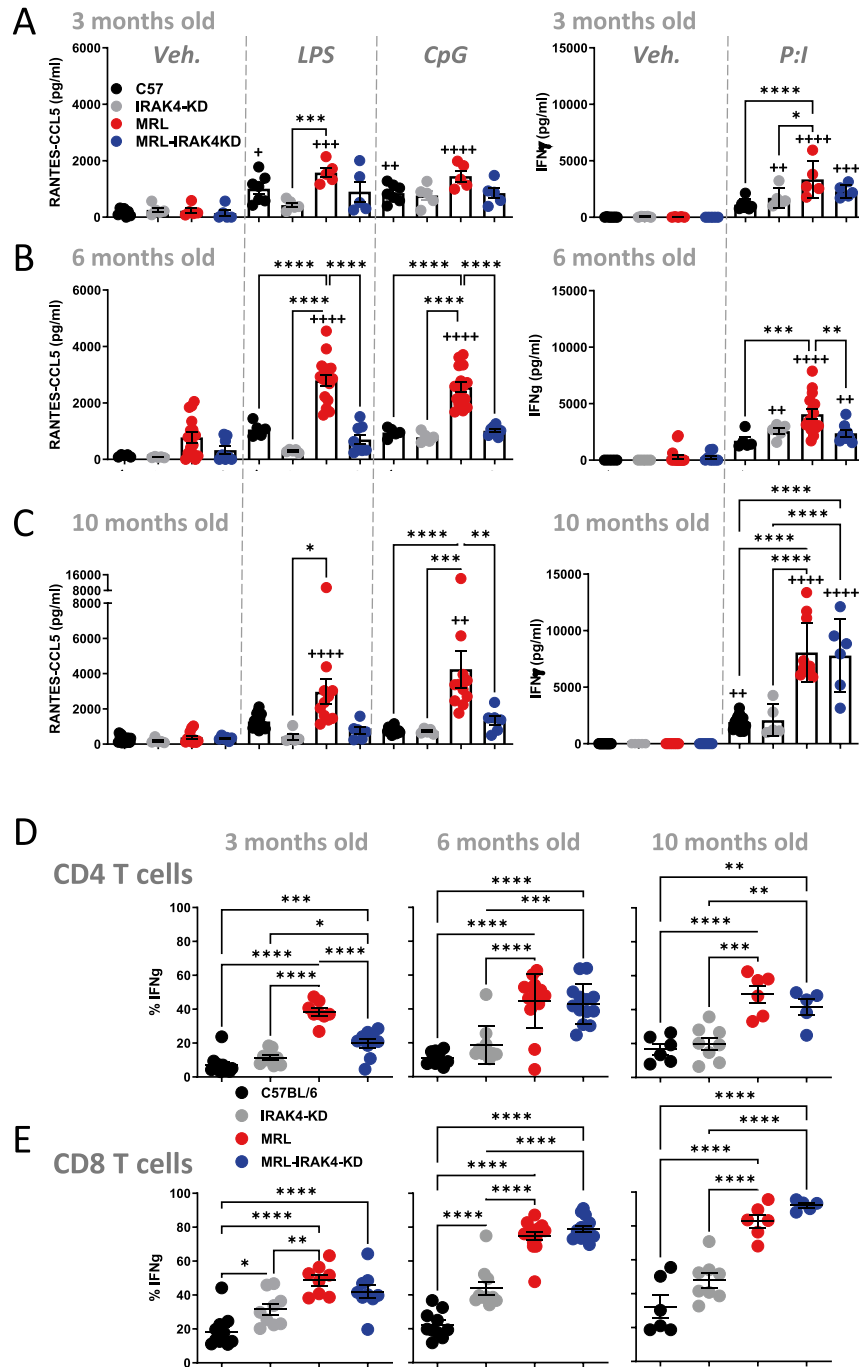 A 3 months old 3 months old
Veh. LPS CpG Veh. P:I
RANTES-CCL5 (pg/ml)
6000
4000
2000
0
C57
IRAK4-KD
MRL
MRL-IRAK4KD
+ *** +++ ++ ++++
IFNγ (pg/ml)
15000
10000
5000
0
****
*
++ ++++ +++
B 6 months old 6 months old
RANTES-CCL5 (pg/ml)
6000
4000
2000
0
**** **** **** ****
**** ****
++++ ++++
IFNg (pg/ml)
15000
10000
5000
0
*** **
++ ++++ ++
C 10 months old 10 months old
RANTES-CCL5 (pg/ml)
16000
8000
6000
4000
2000
0
* **** **
***
++++ ++
IFNγ (pg/ml)
15000
10000
5000
0
****
****
****
****
++ ++++ ++++
D 3 months old 6 months old 10 months old
CD4 T cells
% IFNg
100
80
60
40
20
0
***
*
**** ****
****
****
***
****
****
**
**
****
***
C57BL/6
IRAK4-KD
MRL
MRL-IRAK4-KD
E
CD8 T cells
% IFNg
100
80
60
40
20
0
****
****
* **
****
****
****
**** ****
****
****
****
****